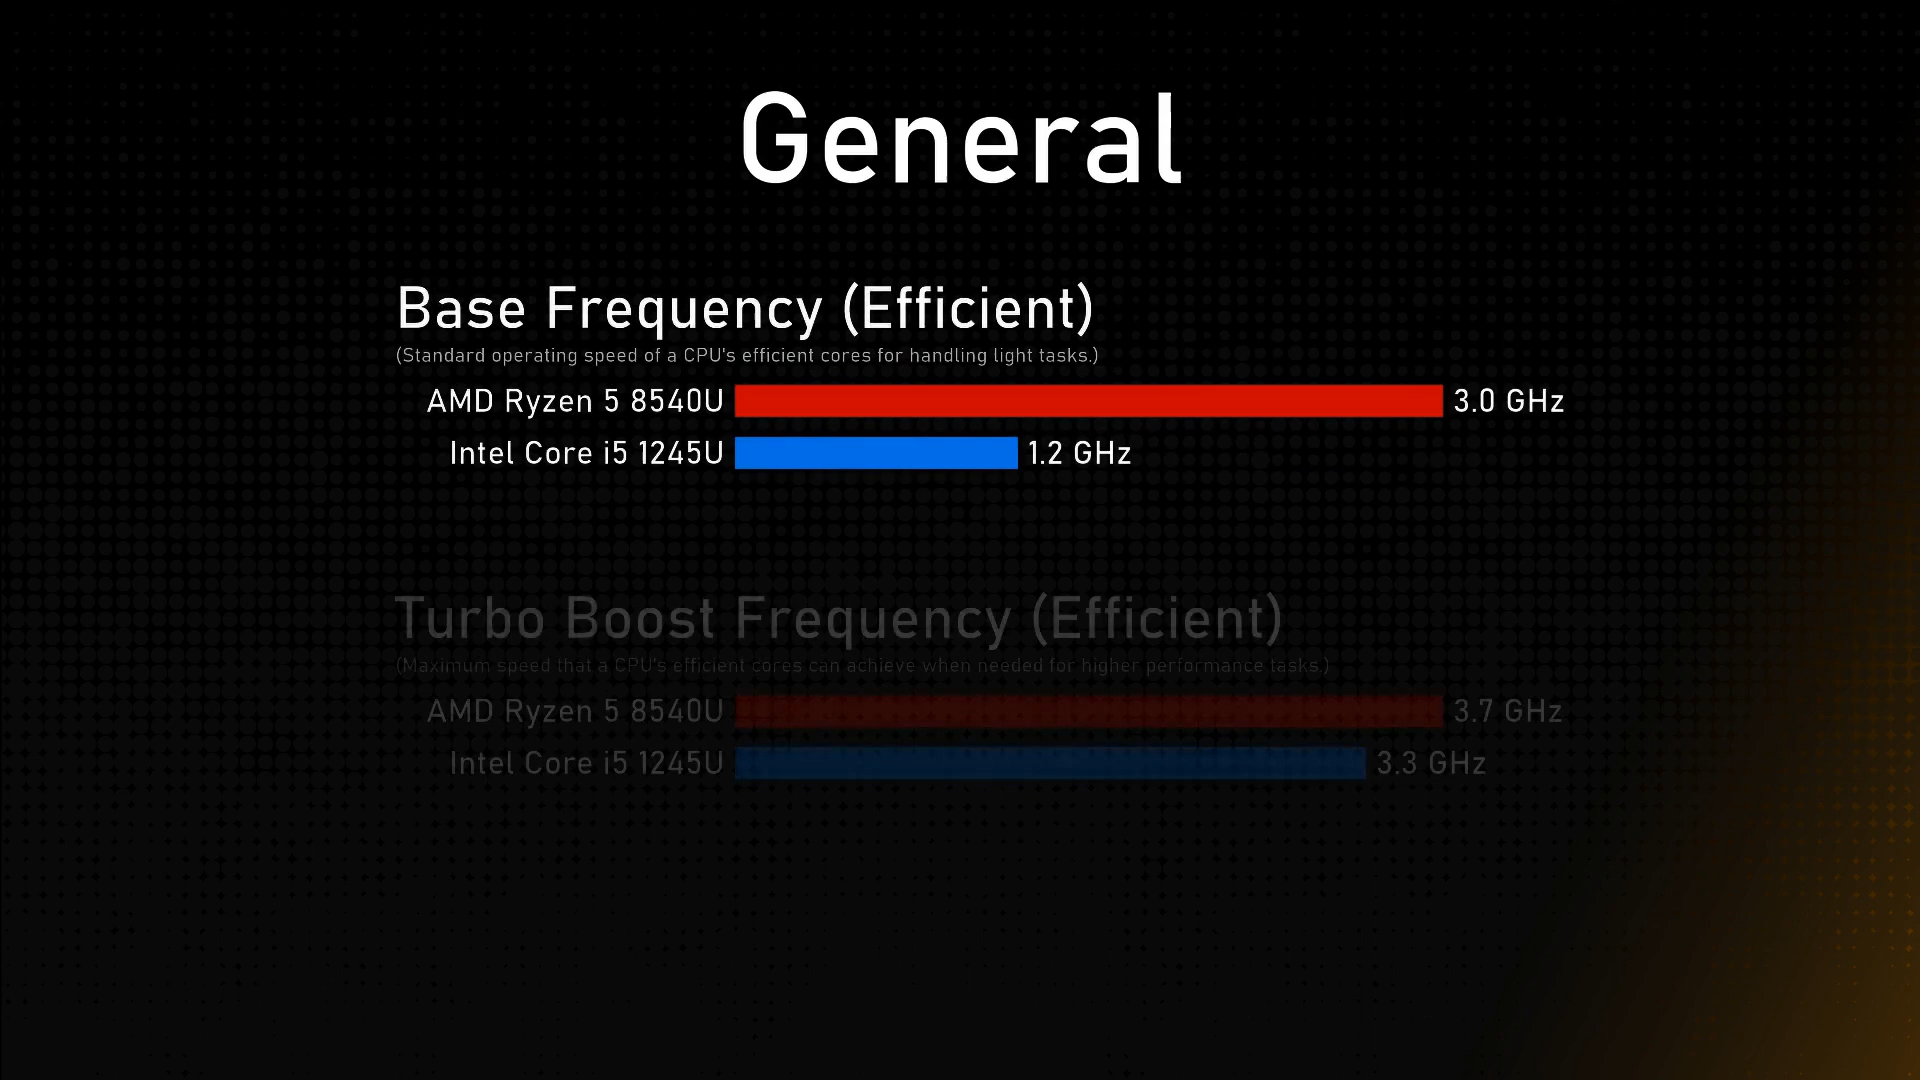 General
Base Frequency (Efficient)
(Standard operating speed of a CPU's efficient cores for handling light tasks.)
AMD Ryzen 5 8540U 3.0 GHz
Intel Core i5 1245U 1.2 GHz
Turbo Boost Frequency (Efficient)
(Maximum speed that a CPU's efficient cores can achieve when needed for higher performance tasks.)
AMD Ryzen 5 8540U 3.7 GHz
Intel Core i5 1245U 3.3 GHz